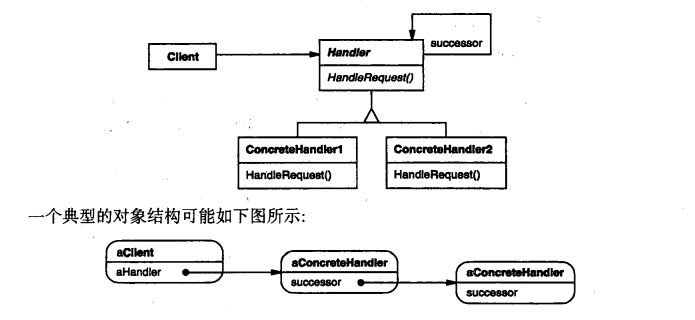 Client
Handler
successor
HandleRequest()
ConcreteHandler1
ConcreteHandler2
HandleRequest()
HandleRequest()
一个典型的对象结构可能如下图所示:
aClient
aHandler
aConcreteHandler
successor
aConcreteHandler
successor